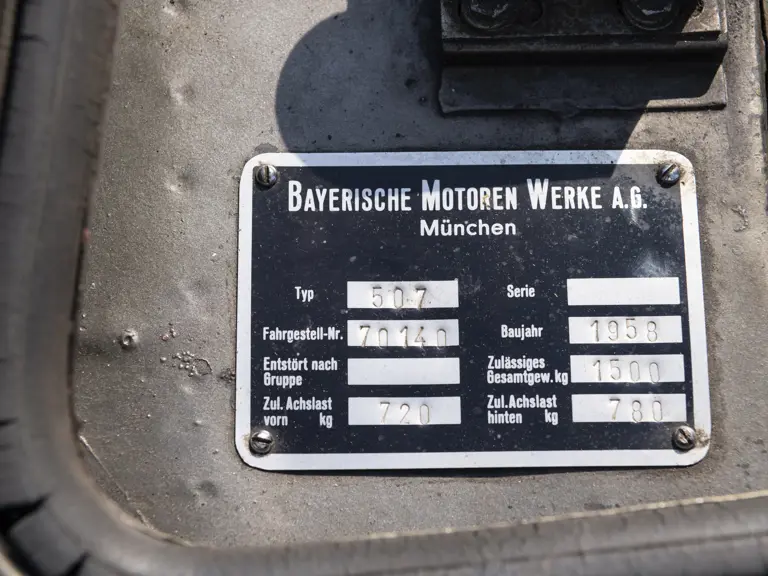 BAYERISCHE MOTOREN WERKE A.G.
München
Typ 507 Serie
Fahrgestell-Nr. 70140 Baujahr 1958
Entstört nach Gruppe Zulässiges Gesamtgew. kg 1500
Zul. Achslast vorn kg 720 Zul. Achslast hinten kg 780